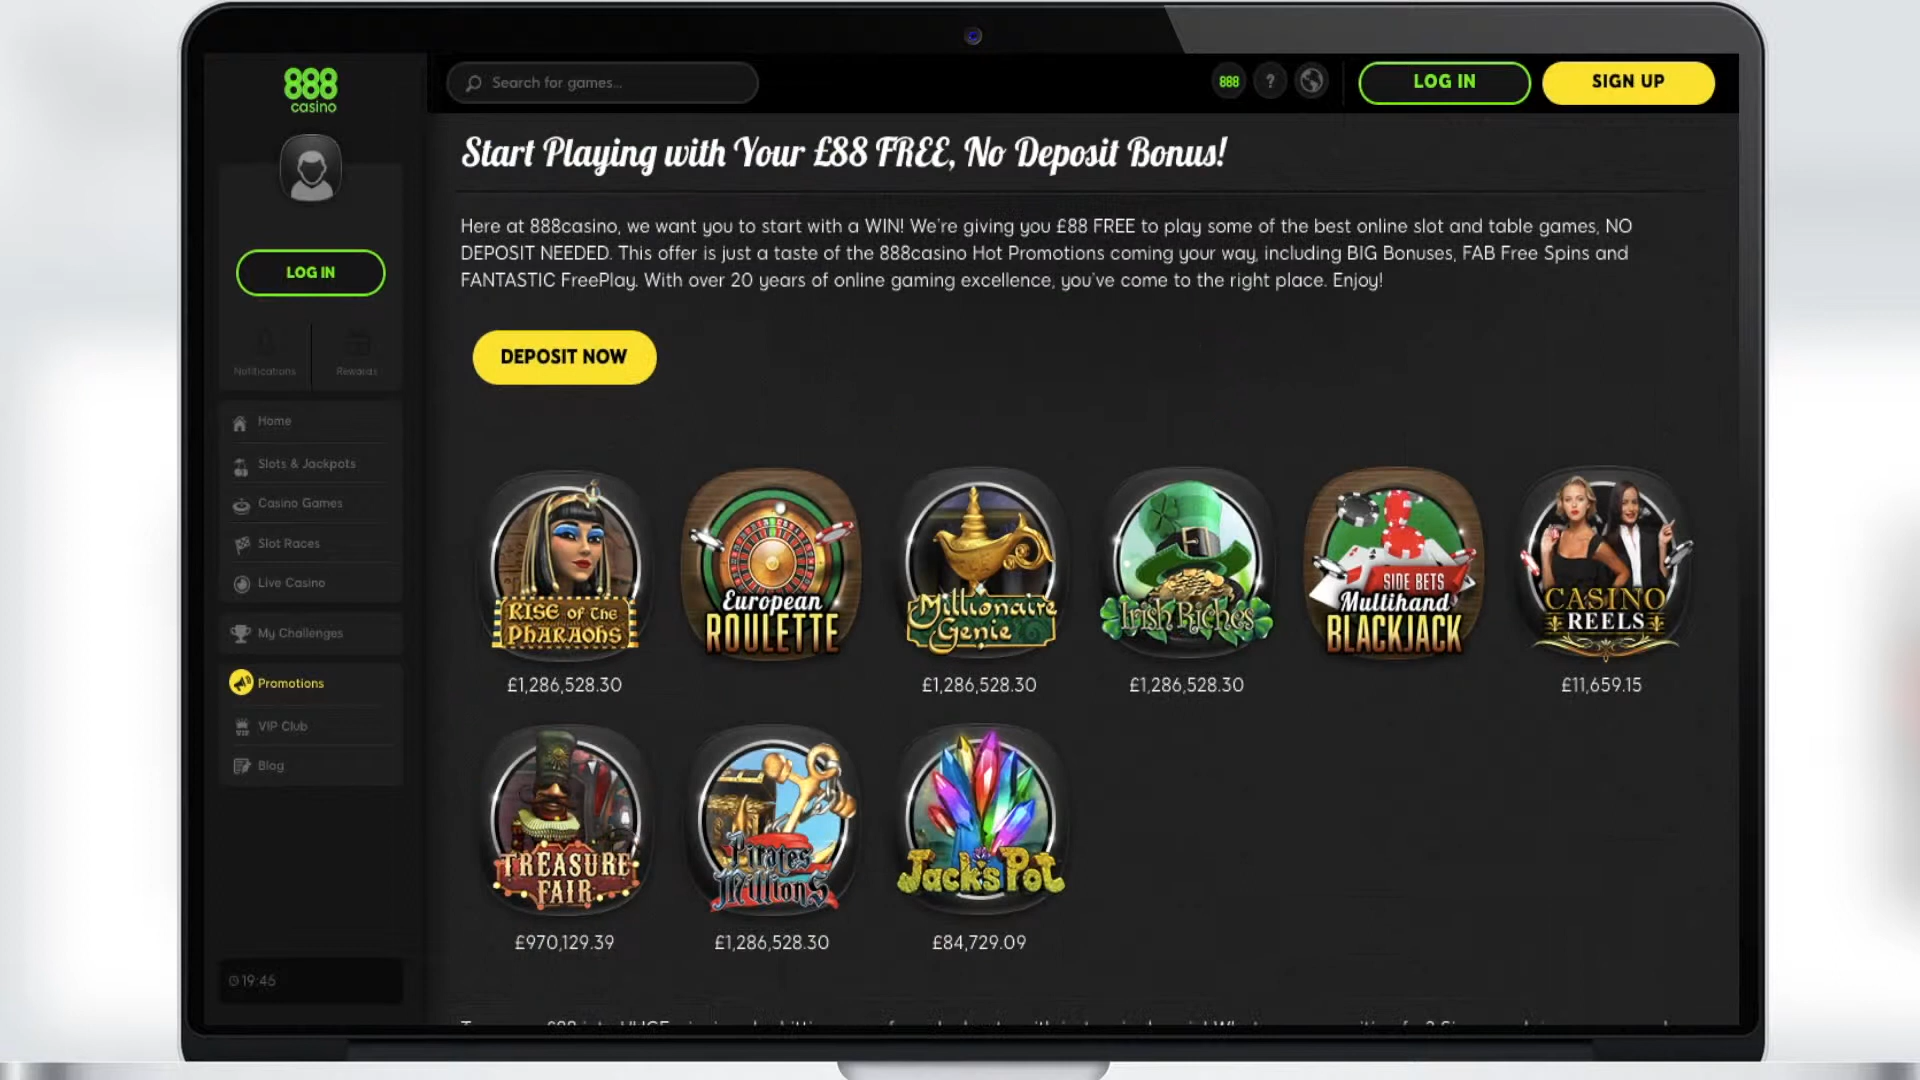 888
casino
Search for games...
888
?
LOG IN
SIGN UP
Start Playing with Your £88 FREE, No Deposit Bonus!
Here at 888casino, we want you to start with a WIN! We're giving you £88 FREE to play some of the best online slot and table games, NO
DEPOSIT NEEDED. This offer is just a taste of the 888casino Hot Promotions coming your way, including BIG Bonuses, FAB Free Spins and
FANTASTIC FreePlay. With over 20 years of online gaming excellence, you've come to the right place. Enjoy!
LOG IN
DEPOSIT NOW
Notifications
Rewards
Home
Slots & Jackpots
Casino Games
Slot Races
Live Casino
My Challenges
Promotions
VIP Club
Blog
19:46
RISE OF THE
PHARAOHS
£1,286,528.30
European
ROULETTE
Millionaire
Genie
£1,286,528.30
Irish Riches
£1,286,528.30
SIDE BETS
Multihand
BLACKJACK
CASINO
REELS
£11,659.15
TREASURE
FAIR
£970,129.39
Pirates
Millions
£1,286,528.30
Jack's Pot
£84,729.09